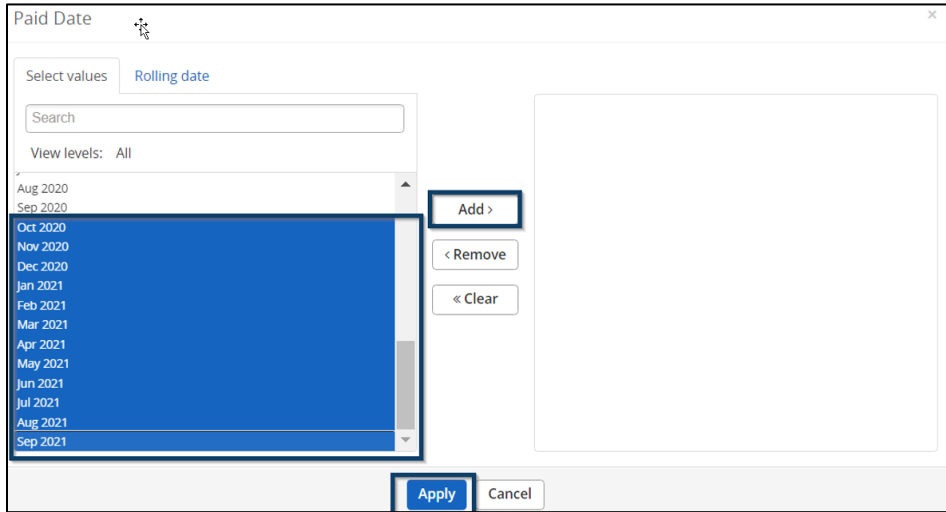 Paid Date
×
Select values
Rolling date
Search
View levels: All
Aug 2020
Sep 2020
Oct 2020
Nov 2020
Dec 2020
Jan 2021
Feb 2021
Mar 2021
Apr 2021
May 2021
Jun 2021
Jul 2021
Aug 2021
Sep 2021
Add >
< Remove
« Clear
Apply
Cancel